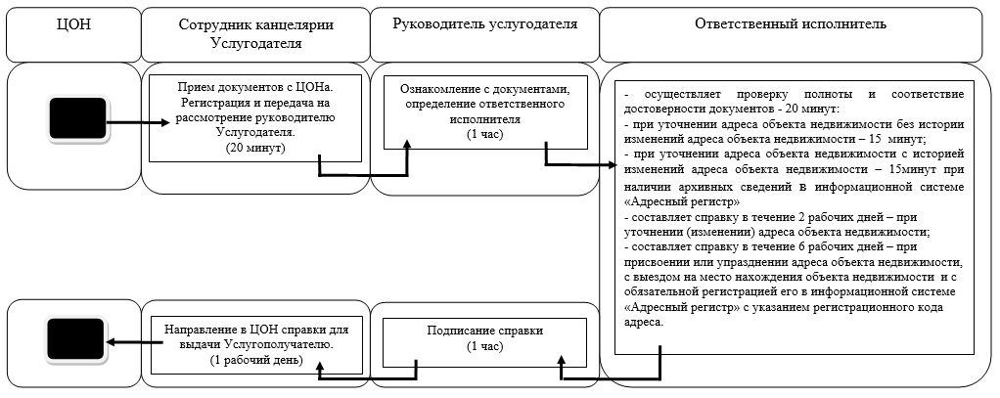 ЦОН
Сотрудник канцелярии
Услугодателя
Руководитель услугодателя
Ответственный исполнитель
Прием документов с ЦОНа.
Регистрация и передача на
рассмотрение руководителю
Услугодателя.
(20 минут)
Ознакомление с документами,
определение ответственного
исполнителя
(1 час)
- осуществляет проверку полноты и соответствие
достоверности документов - 20 минут:
- при уточнении адреса объекта недвижимости без истории
изменений адреса объекта недвижимости – 15 минут;
- при уточнении адреса объекта недвижимости с историей
изменений адреса объекта недвижимости – 15минут при
наличии архивных сведений в информационной системе
«Адресный регистр»
- составляет справку в течение 2 рабочих дней – при
уточнении (изменении) адреса объекта недвижимости;
- составляет справку в течение 6 рабочих дней – при
присвоении или упразднении адреса объекта недвижимости,
с выездом на место нахождения объекта недвижимости и с
обязательной регистрацией его в информационной системе
«Адресный регистр» с указанием регистрационного кода
адреса.
Подписание справки
(1 час)
Направление в ЦОН справки для
выдачи Услугополучателю.
(1 рабочий день)